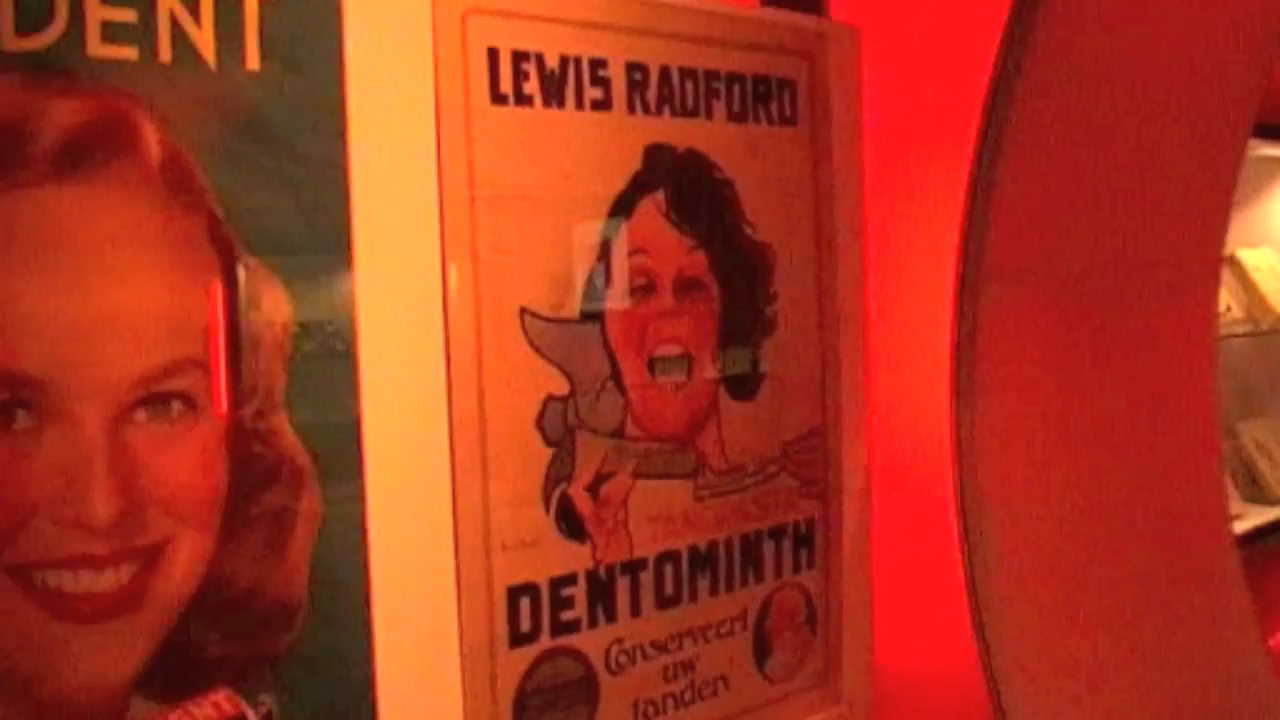 DENT
LEWIS RADFORD
DENTOMINTH
Conserveert
uw
tanden